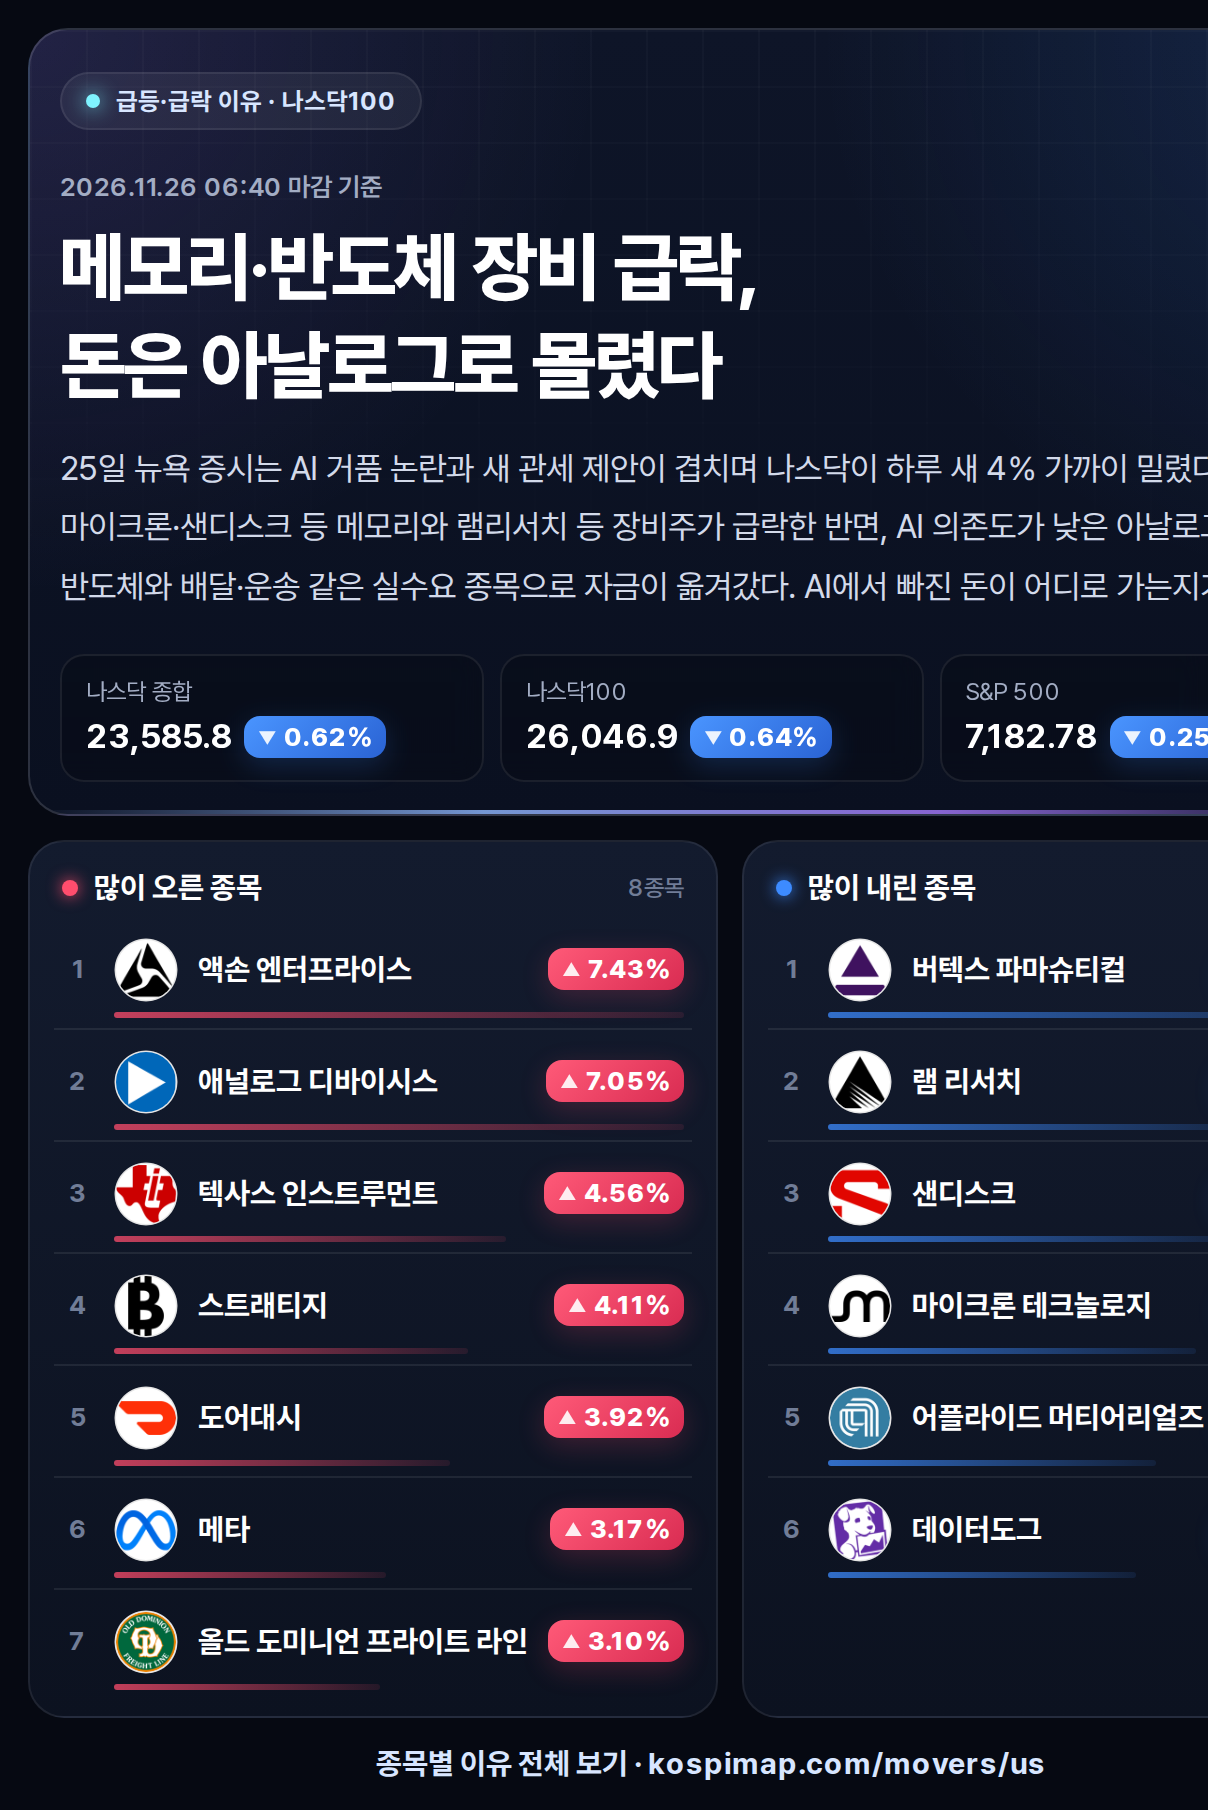 급등·급락 이유 · 나스닥100
2026.11.26 06:40 마감 기준
메모리·반도체 장비 급락,
돈은 아날로그로 몰렸다
25일 뉴욕 증시는 AI 거품 논란과 새 관세 제안이 겹치며 나스닥이 하루 새 4% 가까이 밀렸다
마이크론·샌디스크 등 메모리와 램리서치 등 장비주가 급락한 반면, AI 의존도가 낮은 아날로그
반도체와 배달·운송 같은 실수요 종목으로 자금이 옮겨갔다. AI에서 빠진 돈이 어디로 가는지가
나스닥 종합
23,585.8 ▼ 0.62%
나스닥100
26,046.9 ▼ 0.64%
S&P 500
7,182.78 ▼ 0.25
많이 오른 종목
8종목
1 액손 엔터프라이스 ▲ 7.43%
2 애널로그 디바이시스 ▲ 7.05%
3 텍사스 인스트루먼트 ▲ 4.56%
4 스트래티지 ▲ 4.11%
5 도어대시 ▲ 3.92%
6 메타 ▲ 3.17%
7 OLD DOMINION FREIGHT LINE 올드 도미니언 프라이트 라인 ▲ 3.10%
많이 내린 종목
1 버텍스 파마슈티컬
2 램 리서치
3 샌디스크
4 마이크론 테크놀로지
5 어플라이드 머티어리얼즈
6 데이터도그
종목별 이유 전체 보기 · kospimap.com/movers/us